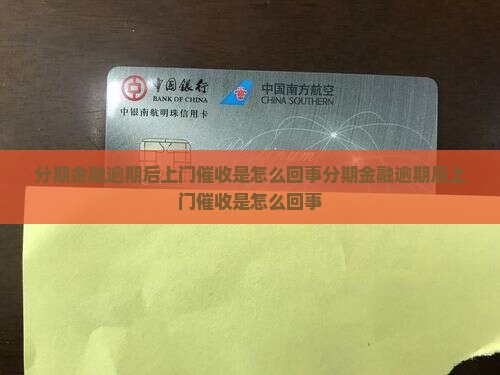 中国银行
BANK OF CHINA
中国南方航空
CHINA SOUTHERN
中银南航明珠信用卡
分期金融逾期后上门催收是怎么回事分期金融逾期后上
门催收是怎么回事